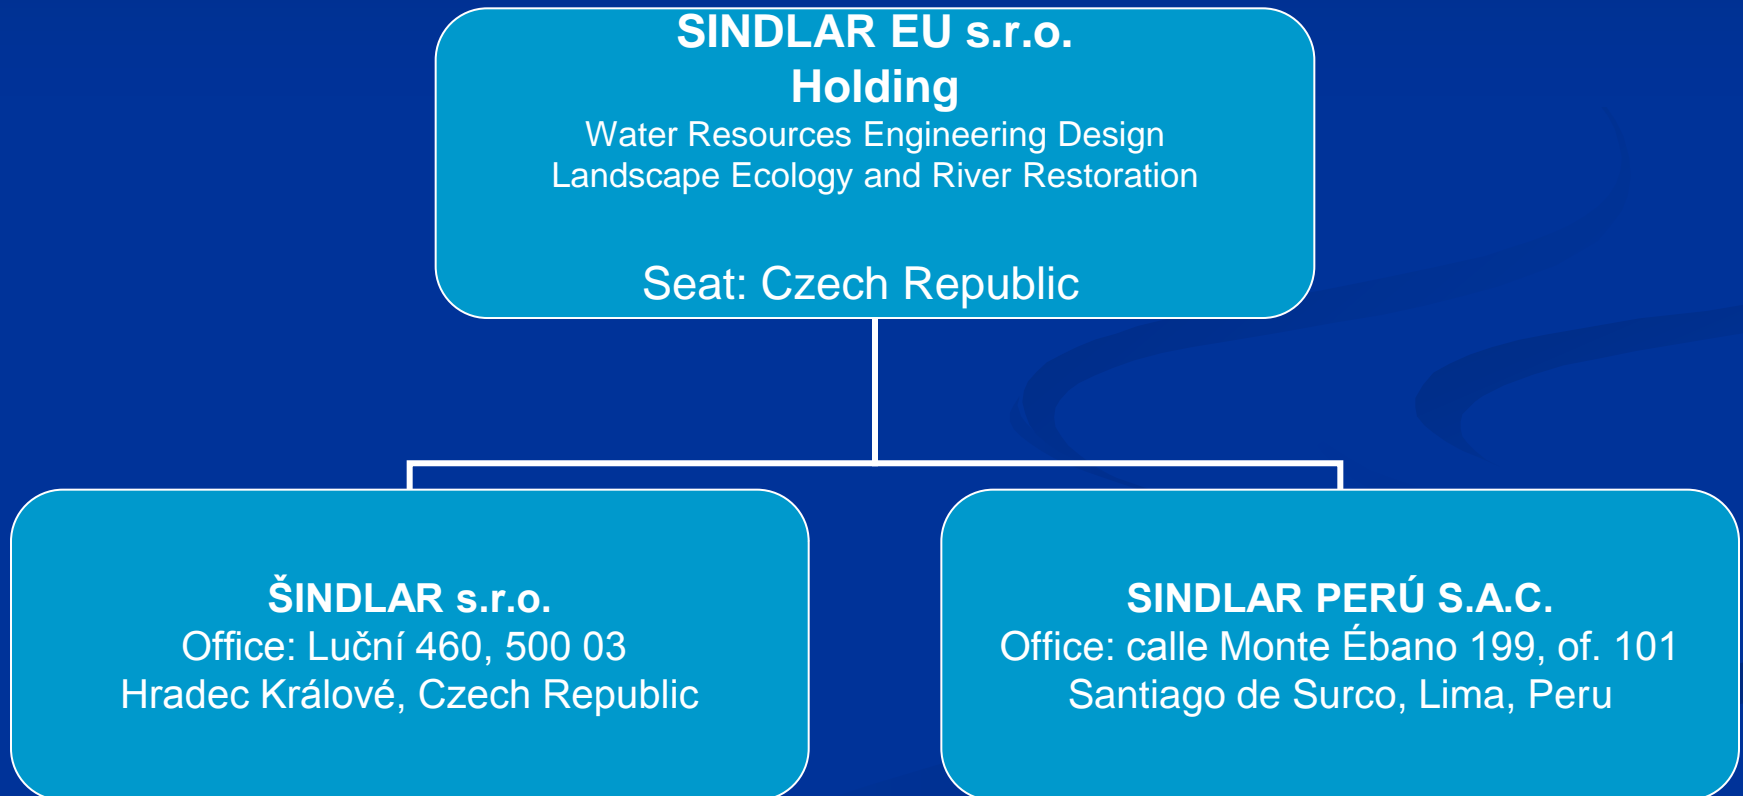 SINDLAR EU s.r.o.
Holding
Water Resources Engineering Design
Landscape Ecology and River Restoration
Seat: Czech Republic
ŠINDLAR s.r.o.
Office: Luční 460, 500 03
Hradec Králové, Czech Republic
SINDLAR PERÚ S.A.C.
Office: calle Monte Ébano 199, of. 101
Santiago de Surco, Lima, Peru